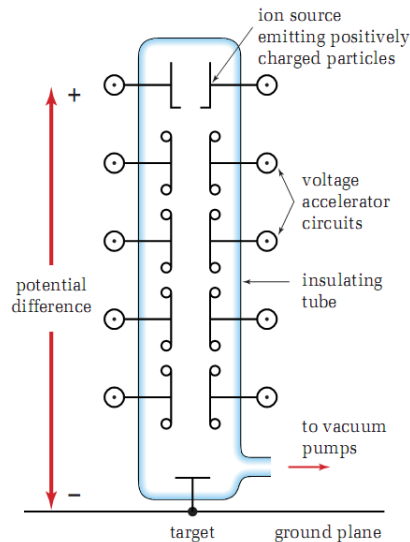 ion source
emitting positively
charged particles
+
voltage
accelerator
circuits
potential
difference
insulating
tube
to vacuum
pumps
−
target
ground plane